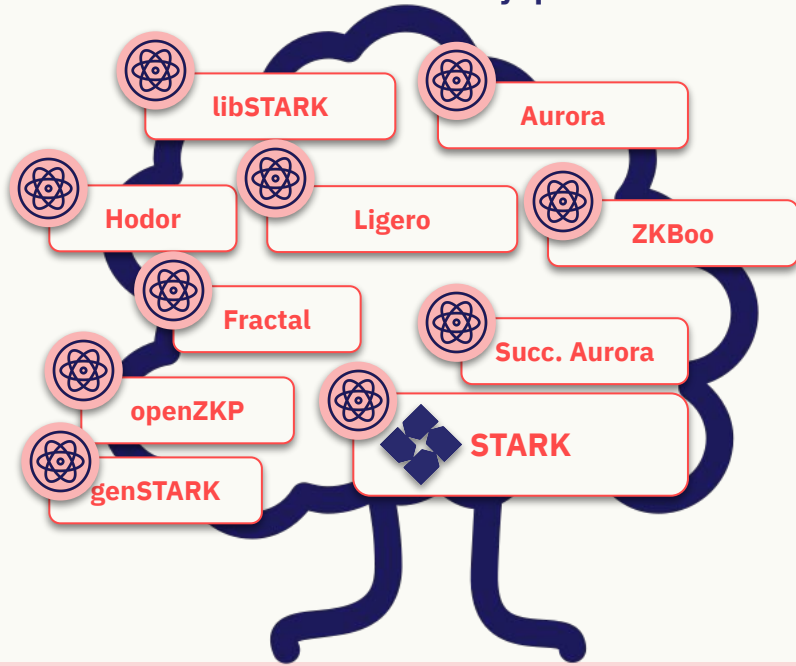 libSTARK
Aurora
Hodor
Ligero
ZKBoo
Fractal
Succ. Aurora
openZKP
STARK
genSTARK